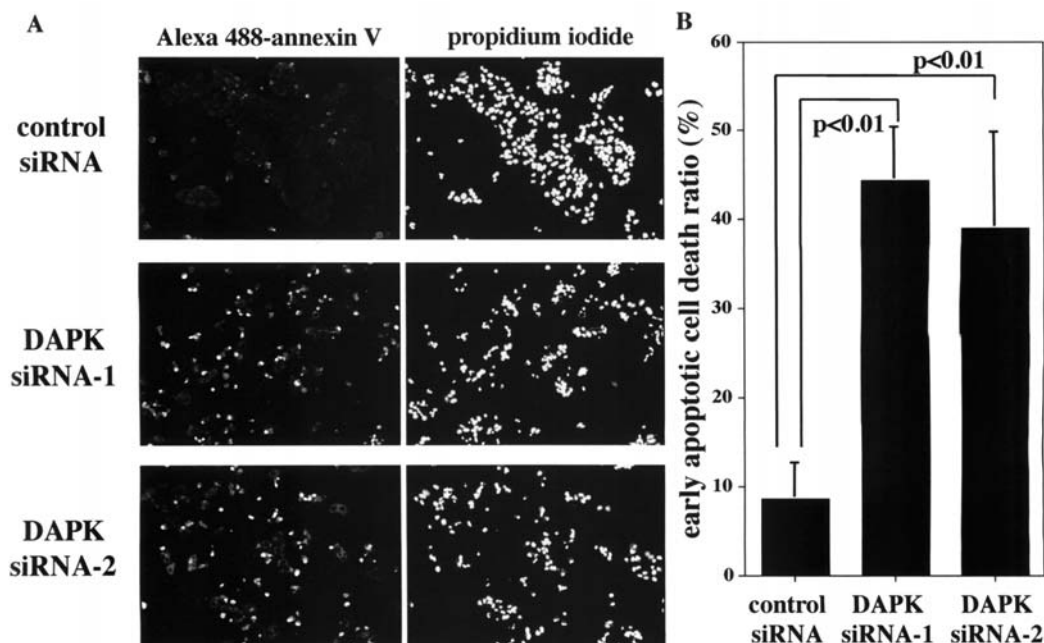 A
Alexa 488-annexin V
propidium iodide
control
siRNA
DAPK
siRNA-1
DAPK
siRNA-2
B
early apoptotic cell death ratio (%)
60
50
40
30
20
10
0
p<0.01
p<0.01
control
siRNA
DAPK
siRNA-1
DAPK
siRNA-2